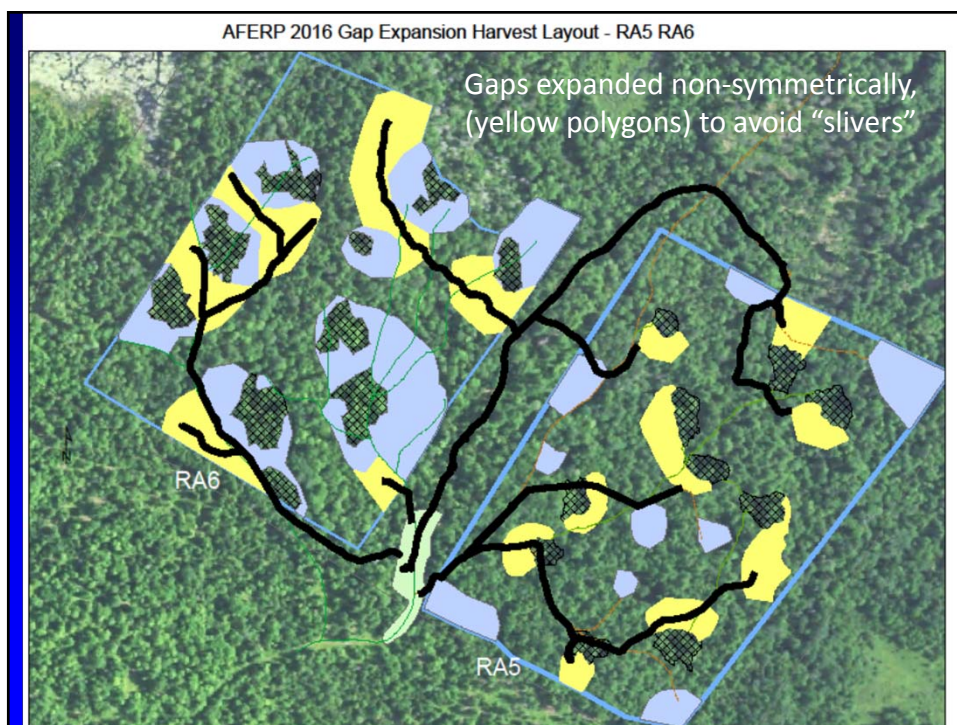 AFERP 2016 Gap Expansion Harvest Layout - RA5 RA6
Gaps expanded non-symmetrically,
(yellow polygons) to avoid “slivers”
RA6
RA5